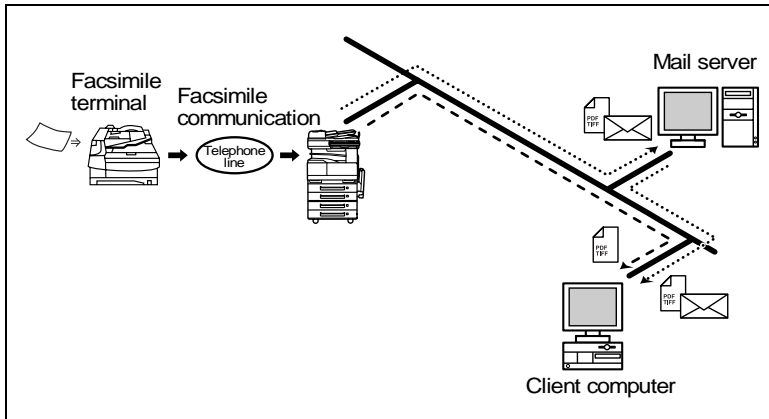 Facsimile
terminal
Facsimile
communication
Telephone
line
Mail server
PDF
TIFF
PDF
TIFF
PDF
TIFF
Client computer